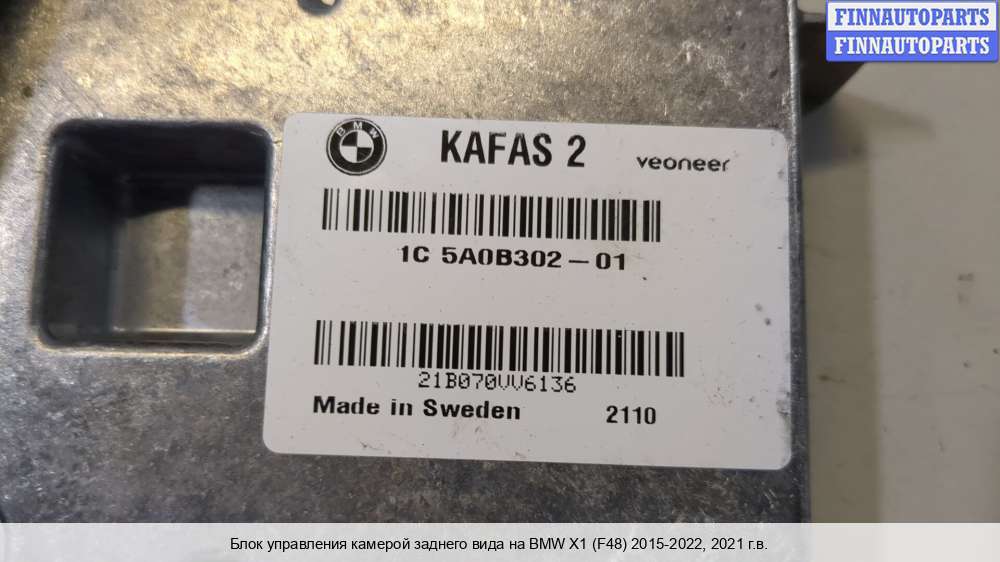 FINNAUTOPARTS
FINNAUTOPARTS
BMW
KAFAS 2
veoneer
1C 5A0B302-01
21B070VV6136
Made in Sweden 2110
Блок управления камерой заднего вида на BMW X1 (F48) 2015-2022, 2021 г.в.